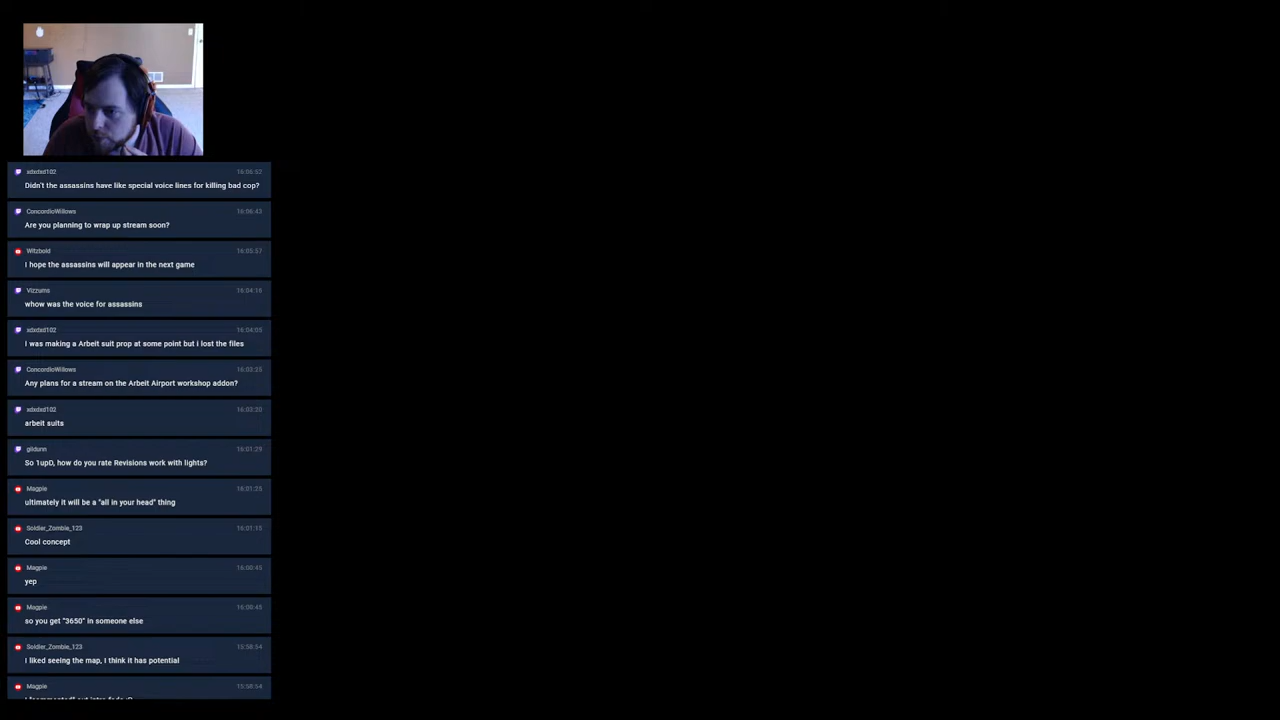 xdxdxd102 16:06:52
Didn't the assassins have like special voice lines for killing bad cop?
ConcordioWillows 16:06:43
Are you planning to wrap up stream soon?
Witzbold 16:05:57
I hope the assassins will appear in the next game
Vizzums 16:04:16
whow was the voice for assassins
xdxdxd102 16:04:05
I was making a Arbeit suit prop at some point but i lost the files
ConcordioWillows 16:03:25
Any plans for a stream on the Arbeit Airport workshop addon?
xdxdxd102 16:03:20
arbeit suits
gildunn 16:01:29
So 1upD, how do you rate Revisions work with lights?
Magpie 16:01:25
ultimately it will be a "all in your head" thing
Soldier_Zombie_123 16:01:15
Cool concept
Magpie 16:00:45
yep
Magpie 16:00:45
so you get "3650" in someone else
Soldier_Zombie_123 15:58:54
I liked seeing the map, I think it has potential
Magpie 15:58:54